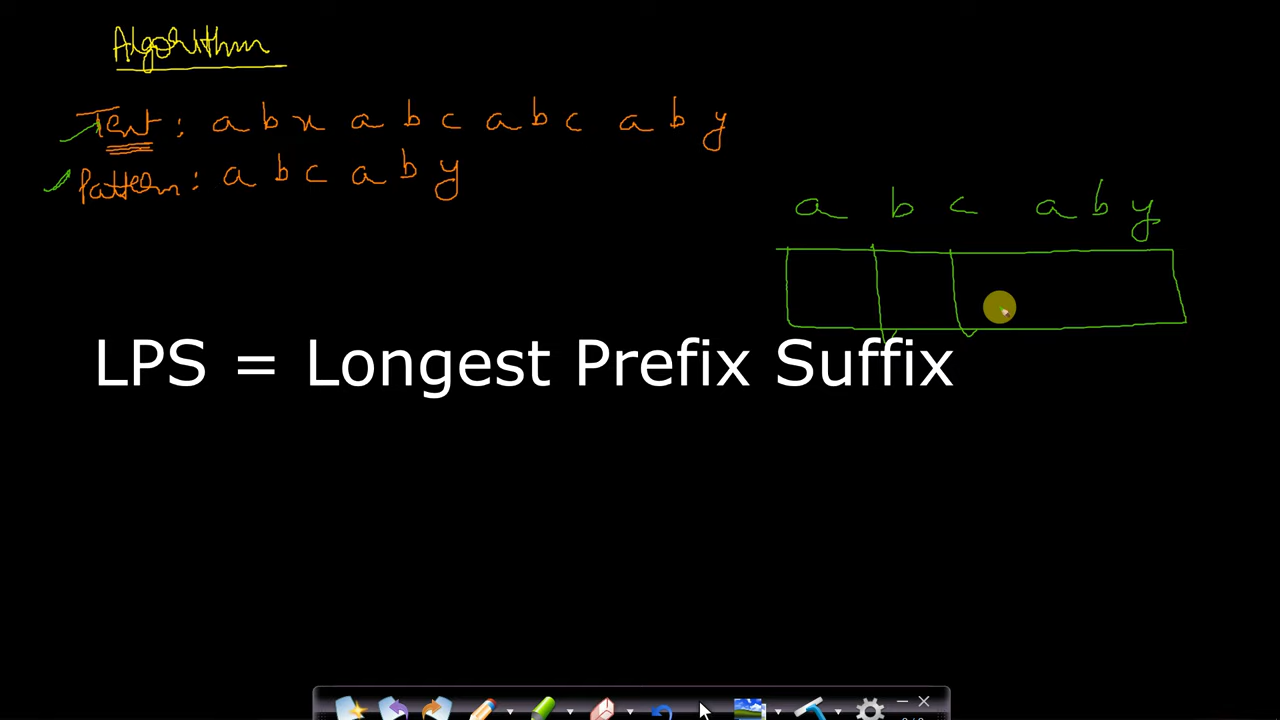 Algorithm
Text : a b x a b c a b c a b y
Pattern : a b c a b y
a b c a b y
LPS = Longest Prefix Suffix